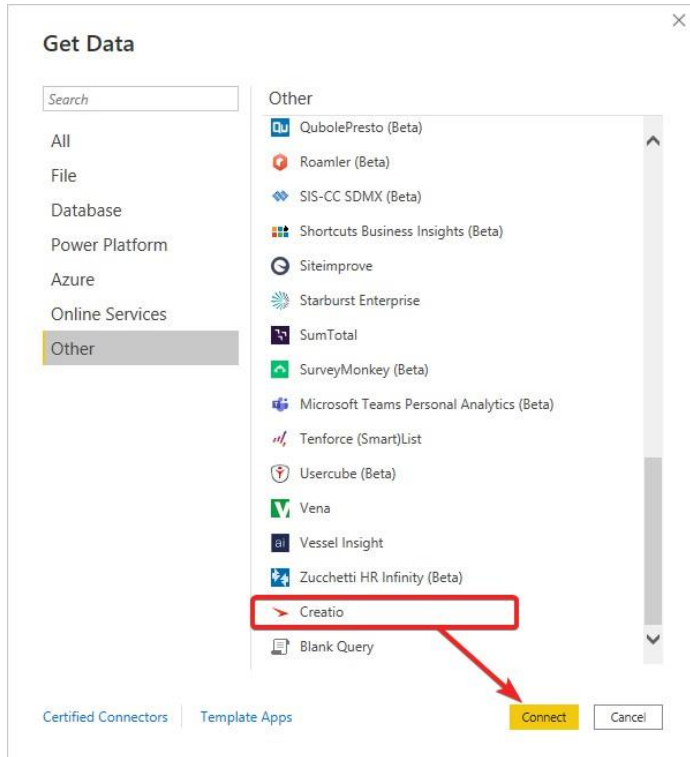 Get Data
Search
All
File
Database
Power Platform
Azure
Online Services
Other
Other
Qu QubolePresto (Beta)
Roamler (Beta)
SIS-CC SDMX (Beta)
Shortcuts Business Insights (Beta)
Siteimprove
Starburst Enterprise
SumTotal
SurveyMonkey (Beta)
Microsoft Teams Personal Analytics (Beta)
Tenforce (Smart)List
Usercube (Beta)
Vena
ai Vessel Insight
Zucchetti HR Infinity (Beta)
Creatio
Blank Query
Certified Connectors
Template Apps
Connect
Cancel